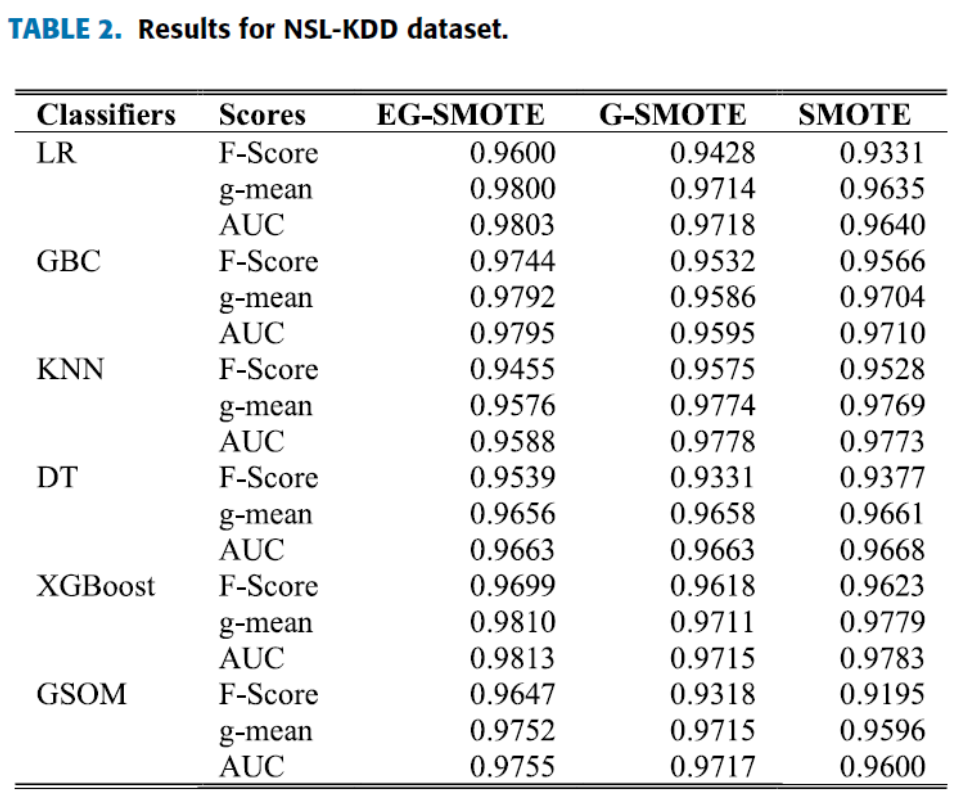 TABLE 2. Results for NSL-KDD dataset.
Classifiers Scores EG-SMOTE G-SMOTE SMOTE
LR F-Score 0.9600 0.9428 0.9331
g-mean 0.9800 0.9714 0.9635
AUC 0.9803 0.9718 0.9640
GBC F-Score 0.9744 0.9532 0.9566
g-mean 0.9792 0.9586 0.9704
AUC 0.9795 0.9595 0.9710
KNN F-Score 0.9455 0.9575 0.9528
g-mean 0.9576 0.9774 0.9769
AUC 0.9588 0.9778 0.9773
DT F-Score 0.9539 0.9331 0.9377
g-mean 0.9656 0.9658 0.9661
AUC 0.9663 0.9663 0.9668
XGBoost F-Score 0.9699 0.9618 0.9623
g-mean 0.9810 0.9711 0.9779
AUC 0.9813 0.9715 0.9783
GSOM F-Score 0.9647 0.9318 0.9195
g-mean 0.9752 0.9715 0.9596
AUC 0.9755 0.9717 0.9600